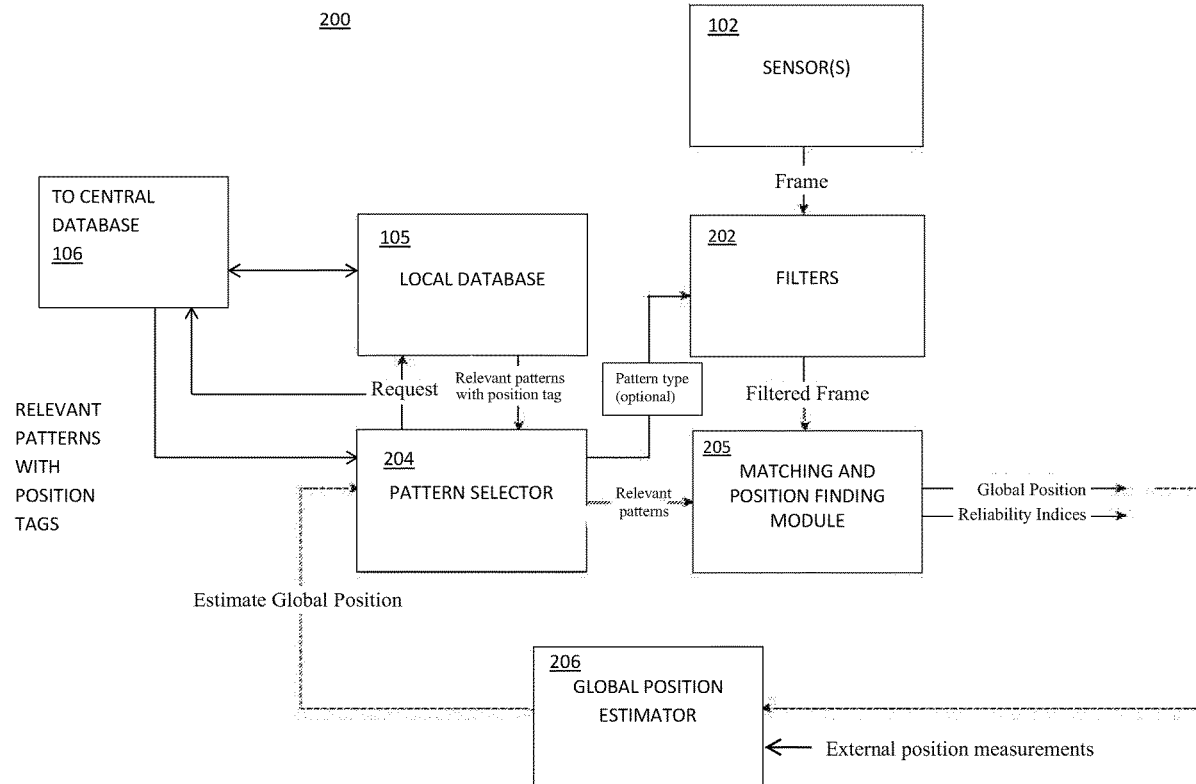 200
102
SENSOR(S)
Frame
TO CENTRAL
DATABASE
106
105
LOCAL DATABASE
202
FILTERS
Request
Relevant patterns
with position tag
Pattern type
(optional)
Filtered Frame
RELEVANT
PATTERNS
WITH
POSITION
TAGS
204
PATTERN SELECTOR
Relevant
patterns
205
MATCHING AND
POSITION FINDING
MODULE
Global Position
Reliability Indices
Estimate Global Position
206
GLOBAL POSITION
ESTIMATOR
External position measurements